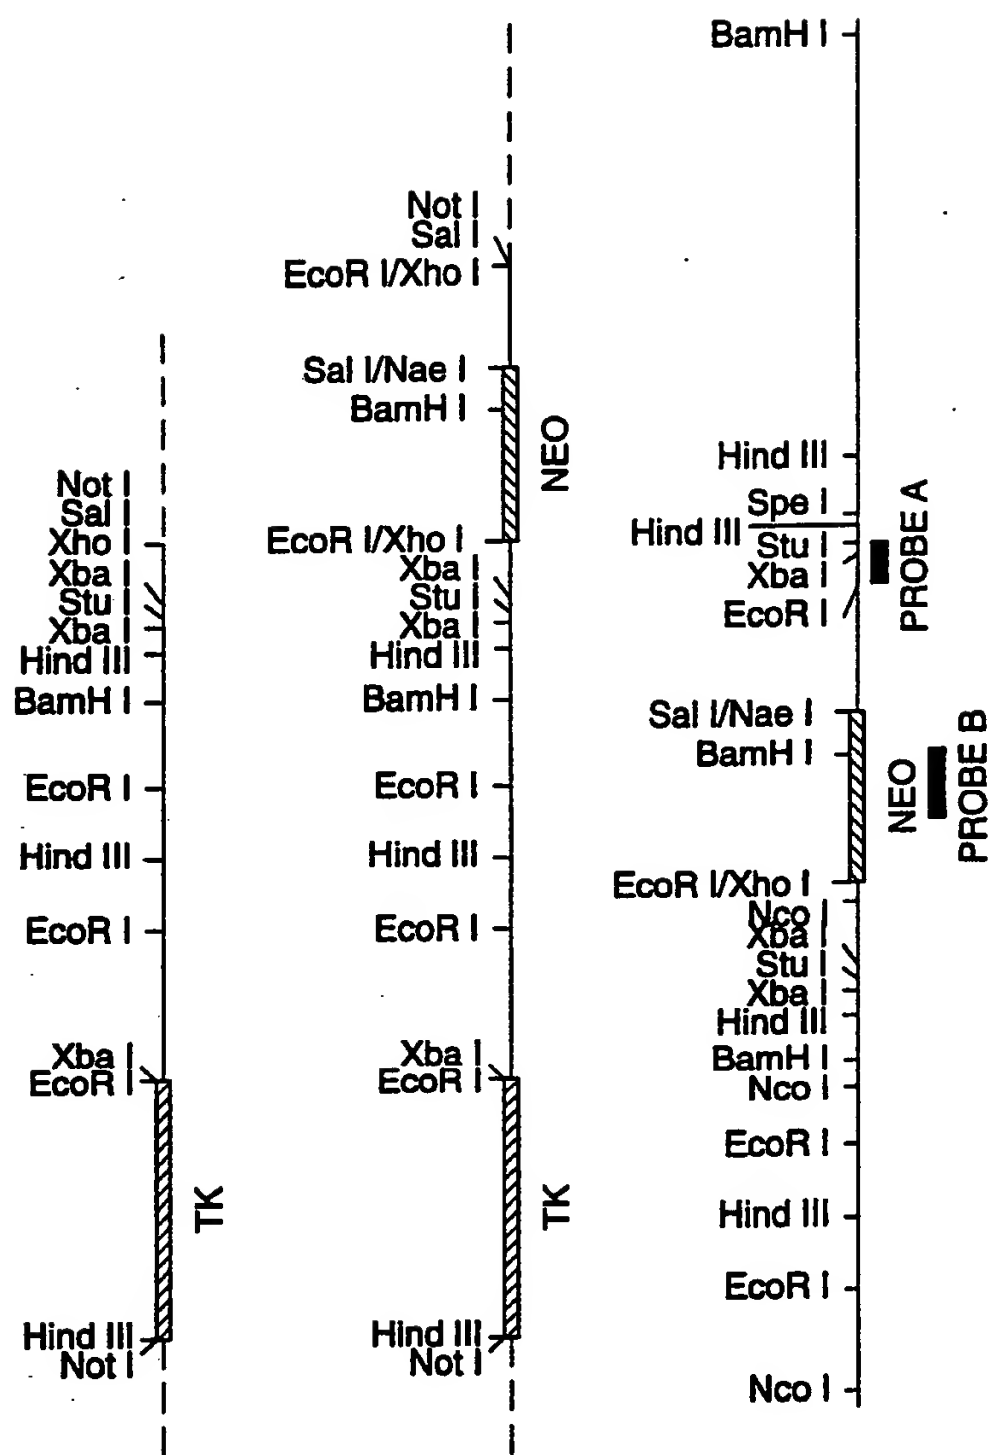 Not I
Sal I
Xho I
Xba I
Stu I
Xba I
Hind III
BamH I
EcoR I
Hind III
EcoR I
Xba I
EcoR I
TK
Hind III
Not I
Not I
Sal I
EcoR I/Xho I
Sal I/Nae I
BamH I
NEO
EcoR I/Xho I
Xba I
Stu I
Xba I
Hind III
BamH I
EcoR I
Hind III
EcoR I
Xba I
EcoR I
TK
Hind III
Not I
BamH I
Hind III
Spe I
Hind III
Stu I
Xba I
EcoR I
PROBE A
Sal I/Nae I
BamH I
NEO
PROBE B
EcoR I/Xho I
Nco I
Xba I
Stu I
Xba I
Hind III
BamH I
Nco I
EcoR I
Hind III
EcoR I
Nco I